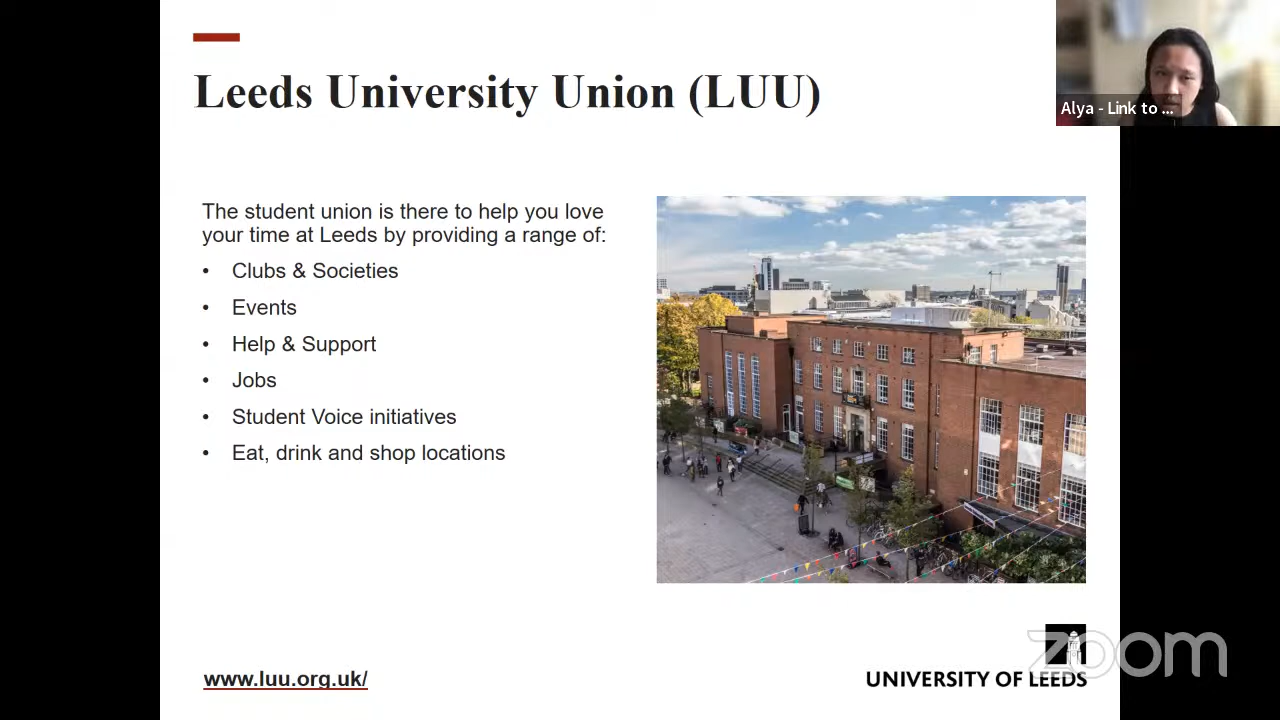 Leeds University Union (LUU)
Alya - Link to ...
The student union is there to help you love
your time at Leeds by providing a range of:
• Clubs & Societies
• Events
• Help & Support
• Jobs
• Student Voice initiatives
• Eat, drink and shop locations
www.luu.org.uk/
UNIVERSITY OF LEEDS
zoom